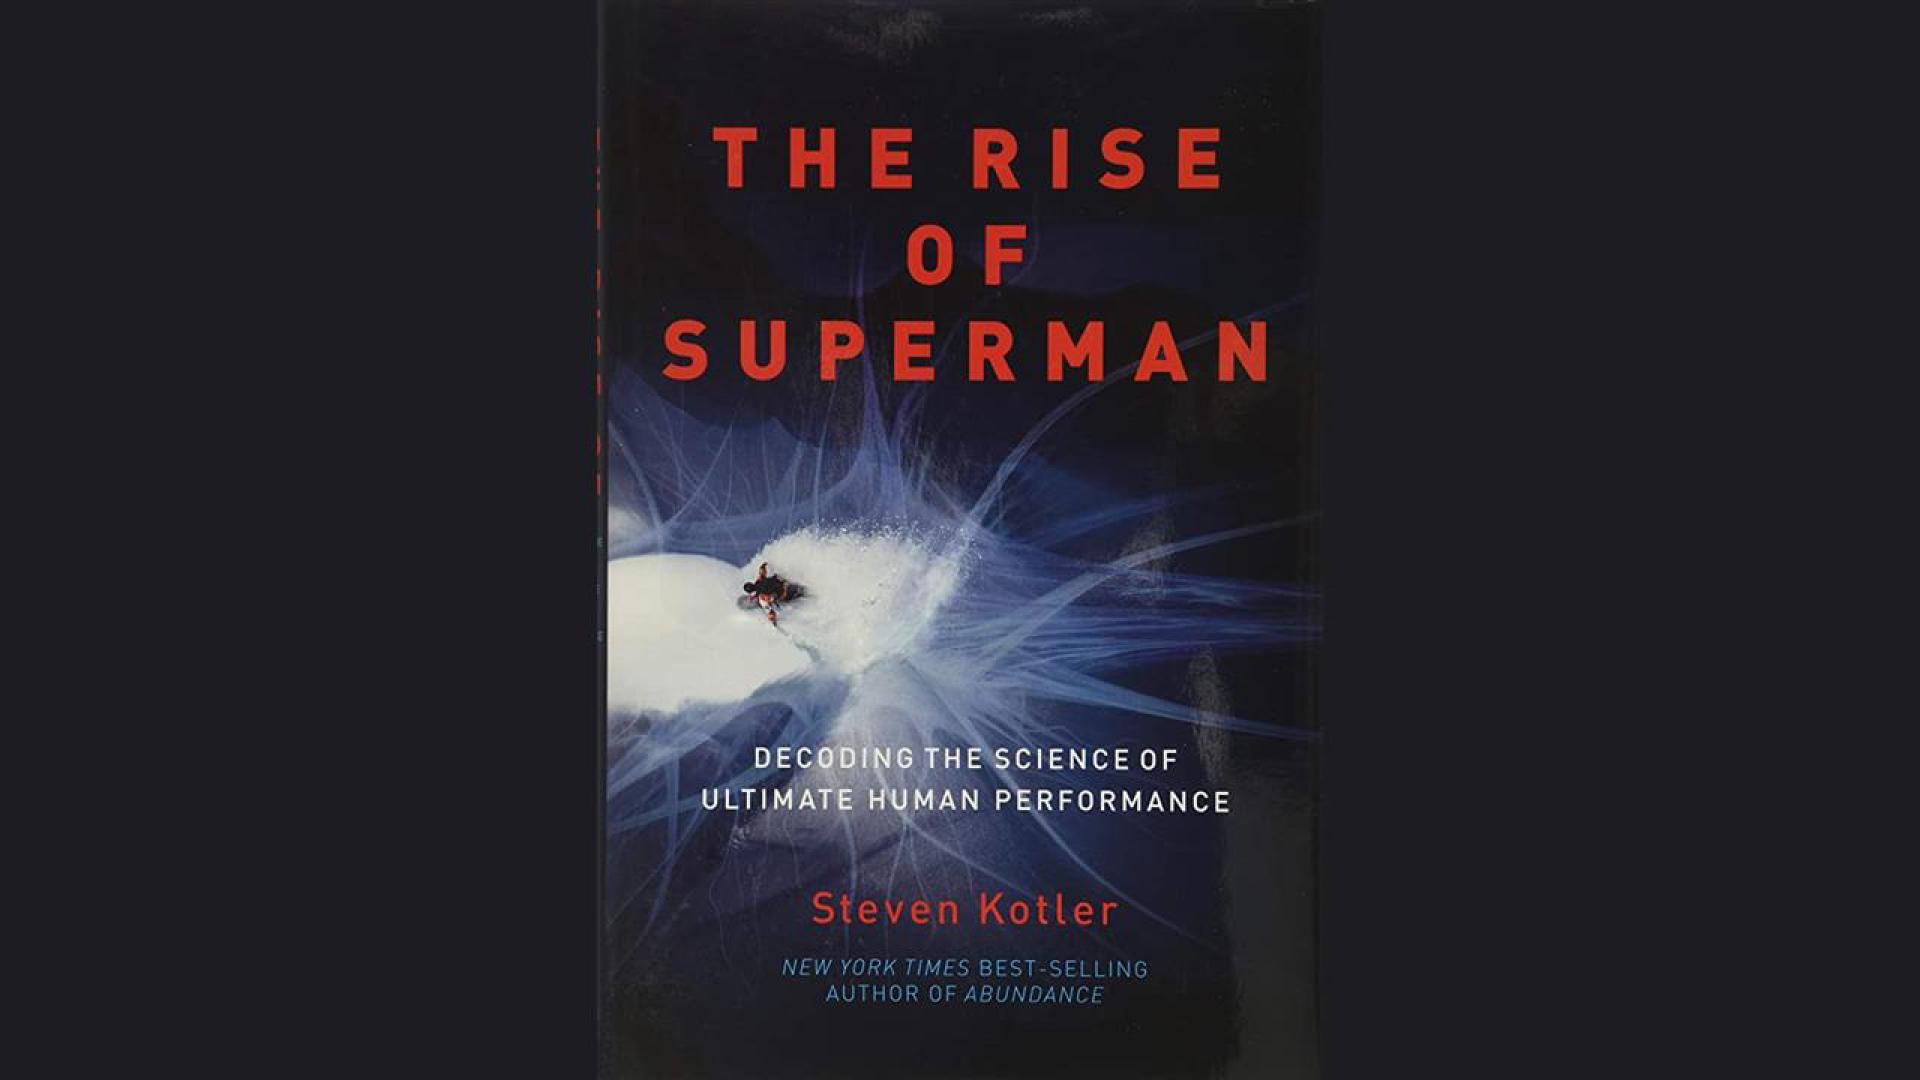 THE RISE
OF
SUPERMAN
DECODING THE SCIENCE OF
ULTIMATE HUMAN PERFORMANCE
Steven Kotler
NEW YORK TIMES BEST-SELLING
AUTHOR OF ABUNDANCE